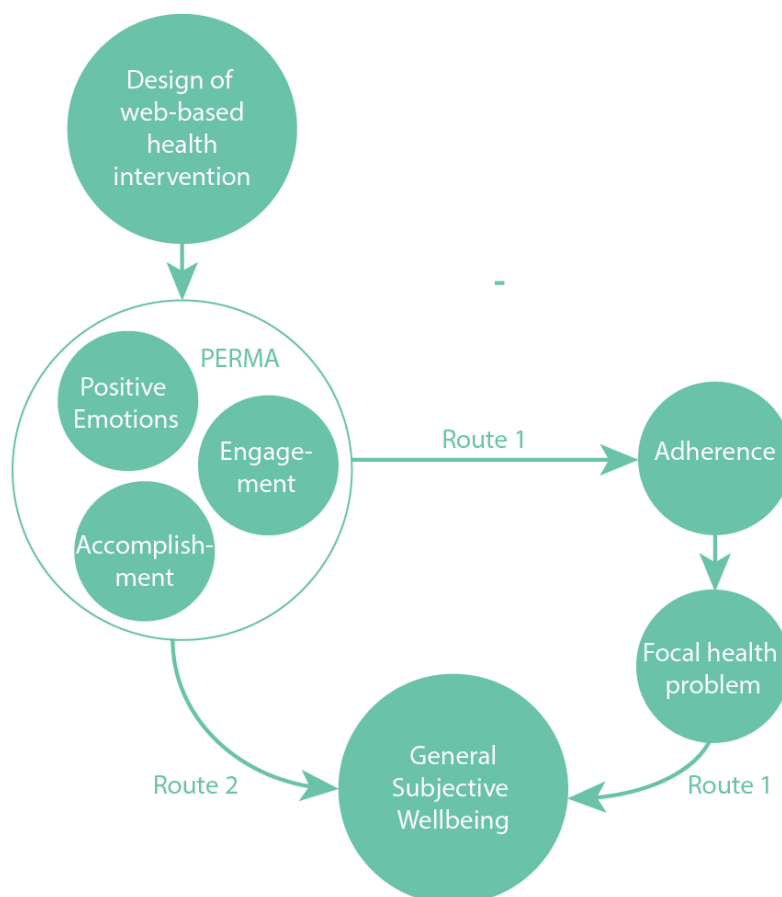 Design of
web-based
health
intervention
PERMA
Positive
Emotions
Engage-
ment
Accomplish-
ment
Route 1
Adherence
Focal health
problem
General
Subjective
Wellbeing
Route 2
Route 1